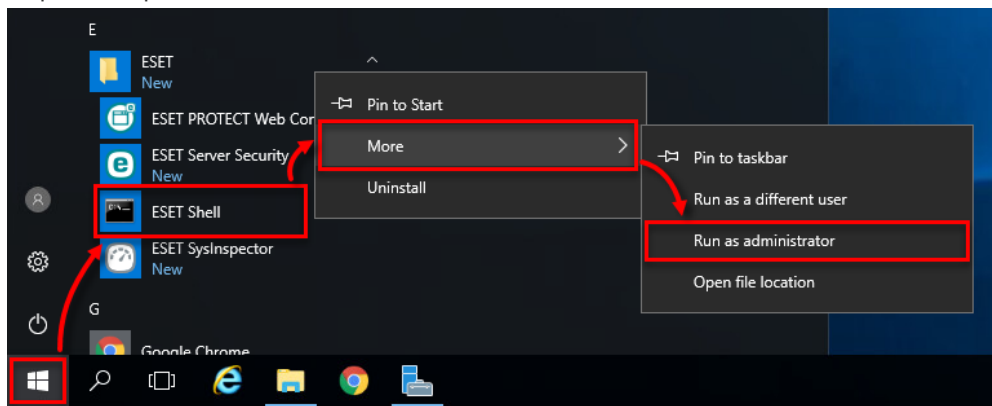 E
ESET
New
ESET PROTECT Web Cor
ESET Server Security
New
ESET Shell
ESET SysInspector
New
G
Google Chrome
Pin to Start
More
Uninstall
Pin to taskbar
Run as a different user
Run as administrator
Open file location